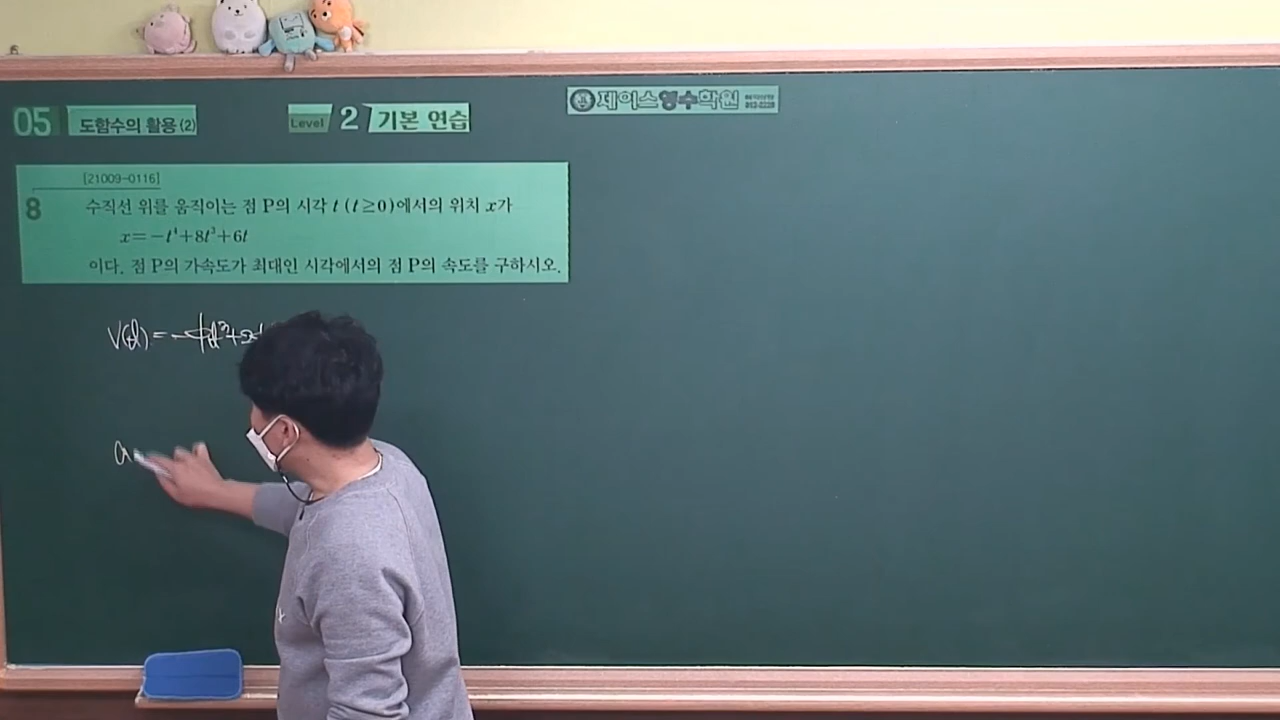 제이스영수학원
05 도함수의 활용 (2) Level 2 기본 연습
[21009-0116]
8 수직선 위를 움직이는 점 P의 시각 t (t≥0)에서의 위치 x가
x=-t⁴+8t³+6t
이다. 점 P의 가속도가 최대인 시각에서의 점 P의 속도를 구하시오.
V(t) = -4t³+
a